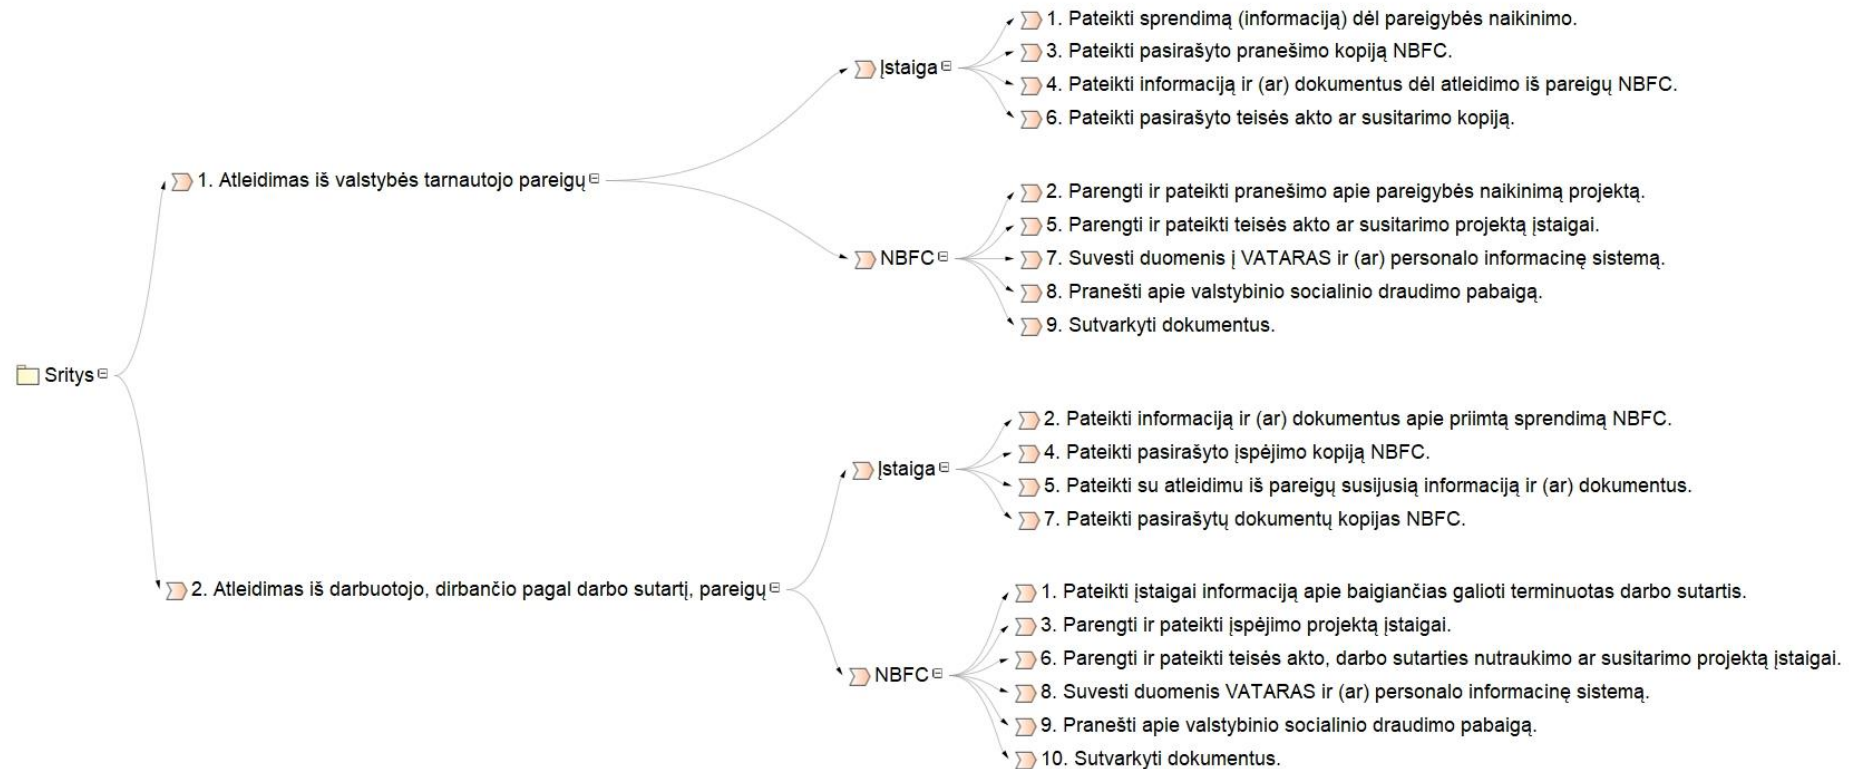 Sritys
1. Atleidimas iš valstybės tarnautojo pareigų
Įstaiga
1. Pateikti sprendimą (informaciją) dėl pareigybės naikinimo.
3. Pateikti pasirašyto pranešimo kopiją NBFC.
4. Pateikti informaciją ir (ar) dokumentus dėl atleidimo iš pareigų NBFC.
6. Pateikti pasirašyto teisės akto ar susitarimo kopiją.
NBFC
2. Parengti ir pateikti pranešimo apie pareigybės naikinimą projektą.
5. Parengti ir pateikti teisės akto ar susitarimo projektą įstaigai.
7. Suvesti duomenis į VATARAS ir (ar) personalo informacinę sistemą.
8. Pranešti apie valstybinio socialinio draudimo pabaigą.
9. Sutvarkyti dokumentus.
2. Atleidimas iš darbuotojo, dirbančio pagal darbo sutartį, pareigų
Įstaiga
2. Pateikti informaciją ir (ar) dokumentus apie priimtą sprendimą NBFC.
4. Pateikti pasirašyto įspėjimo kopiją NBFC.
5. Pateikti su atleidimu iš pareigų susijusią informaciją ir (ar) dokumentus.
7. Pateikti pasirašytų dokumentų kopijas NBFC.
NBFC
1. Pateikti įstaigai informaciją apie baigiančias galioti terminuotas darbo sutartis.
3. Parengti ir pateikti įspėjimo projektą įstaigai.
6. Parengti ir pateikti teisės akto, darbo sutarties nutraukimo ar susitarimo projektą įstaigai.
8. Suvesti duomenis VATARAS ir (ar) personalo informacinę sistemą.
9. Pranešti apie valstybinio socialinio draudimo pabaigą.
10. Sutvarkyti dokumentus.